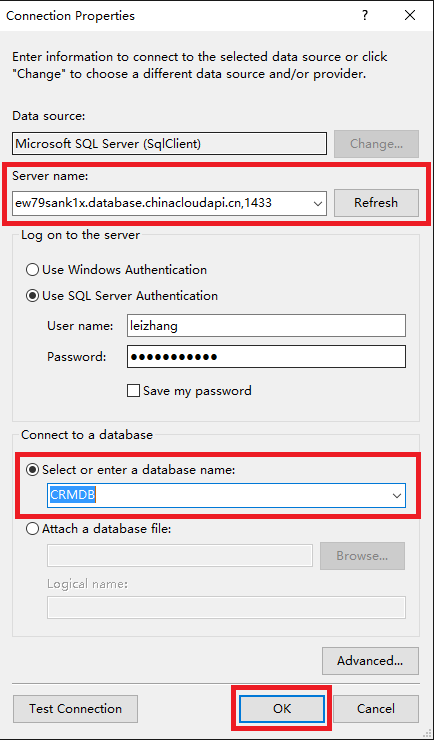 Connection Properties
?
Enter information to connect to the selected data source or click
"Change" to choose a different data source and/or provider.
Data source:
Microsoft SQL Server (SqlClient)
Change...
Server name:
ew79sank1x.database.chinacloudapi.cn,1433
Refresh
Log on to the server
Use Windows Authentication
Use SQL Server Authentication
User name:
leizhang
Password:
●●●●●●●●●●●
Save my password
Connect to a database
Select or enter a database name:
CRMDB
Attach a database file:
Browse...
Logical name:
Advanced...
Test Connection
OK
Cancel